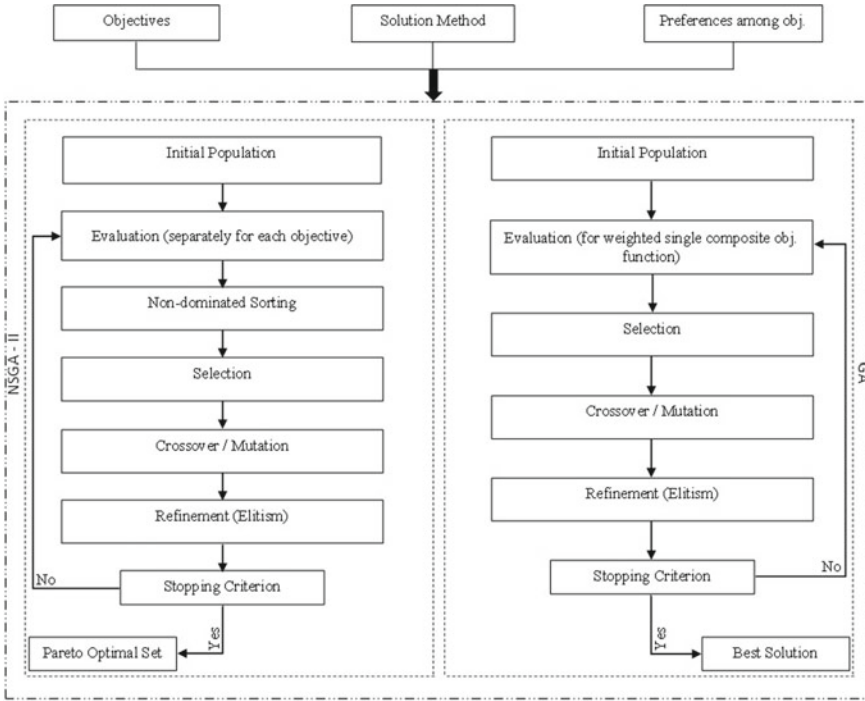 Objectives
Solution Method
Preferences among obj.
NSGA - II
Initial Population
Evaluation (separately for each objective)
Non-dominated Sorting
Selection
Crossover / Mutation
Refinement (Elitism)
Stopping Criterion
No
Yes
Pareto Optimal Set
GA
Initial Population
Evaluation (for weighted single composite obj.
function)
Selection
Crossover / Mutation
Refinement (Elitism)
Stopping Criterion
No
Yes
Best Solution